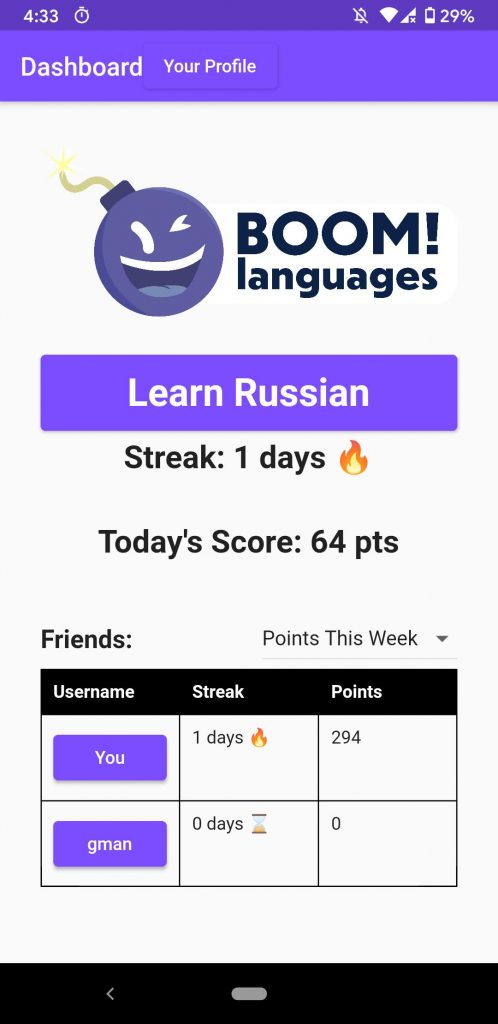 4:33 29%
Dashboard Your Profile
BOOM!
languages
Learn Russian
Streak: 1 days 🔥
Today's Score: 64 pts
Friends: Points This Week
Username Streak Points
You 1 days 🔥 294
gman 0 days ⏳ 0